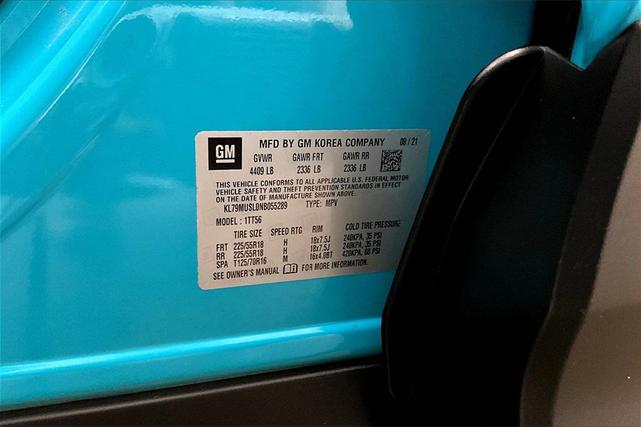 GM
MFD BY GM KOREA COMPANY 08/21
GVWR GAWR FRT GAWR RR
4409 LB 2336 LB 2336 LB
THIS VEHICLE CONFORMS TO ALL APPLICABLE U.S. FEDERAL MOTOR
VEHICLE SAFETY AND THEFT PREVENTION STANDARDS IN EFFECT
ON THE DATE OF MANUFACTURE SHOWN ABOVE.
KL79MUSL0NB055289 TYPE: MPV
MODEL: 1TT56
TIRE SIZE SPEED RTG RIM COLD TIRE PRESSURE
FRT 225/55R18 H 18x7.5J 240KPA, 35 PSI
RR 225/55R18 H 18x7.5J 240KPA, 35 PSI
SPA T125/70R16 M 16x4.0BT 420KPA, 60 PSI
SEE OWNER'S MANUAL FOR MORE INFORMATION.